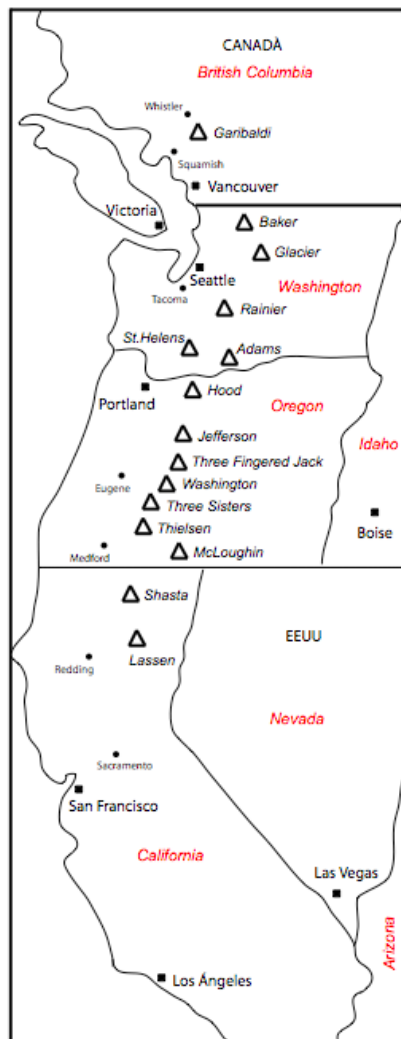 CANADÀ
British Columbia
Whistler
Garibaldi
Squamish
Vancouver
Victoria
Baker
Glacier
Seattle
Washington
Tacoma
Rainier
St.Helens
Adams
Portland
Hood
Oregon
Jefferson
Idaho
Three Fingered Jack
Eugene
Washington
Three Sisters
Boise
Thielsen
Medford
McLoughin
Shasta
EEUU
Lassen
Redding
Nevada
Sacramento
San Francisco
California
Las Vegas
Arizona
Los Ángeles